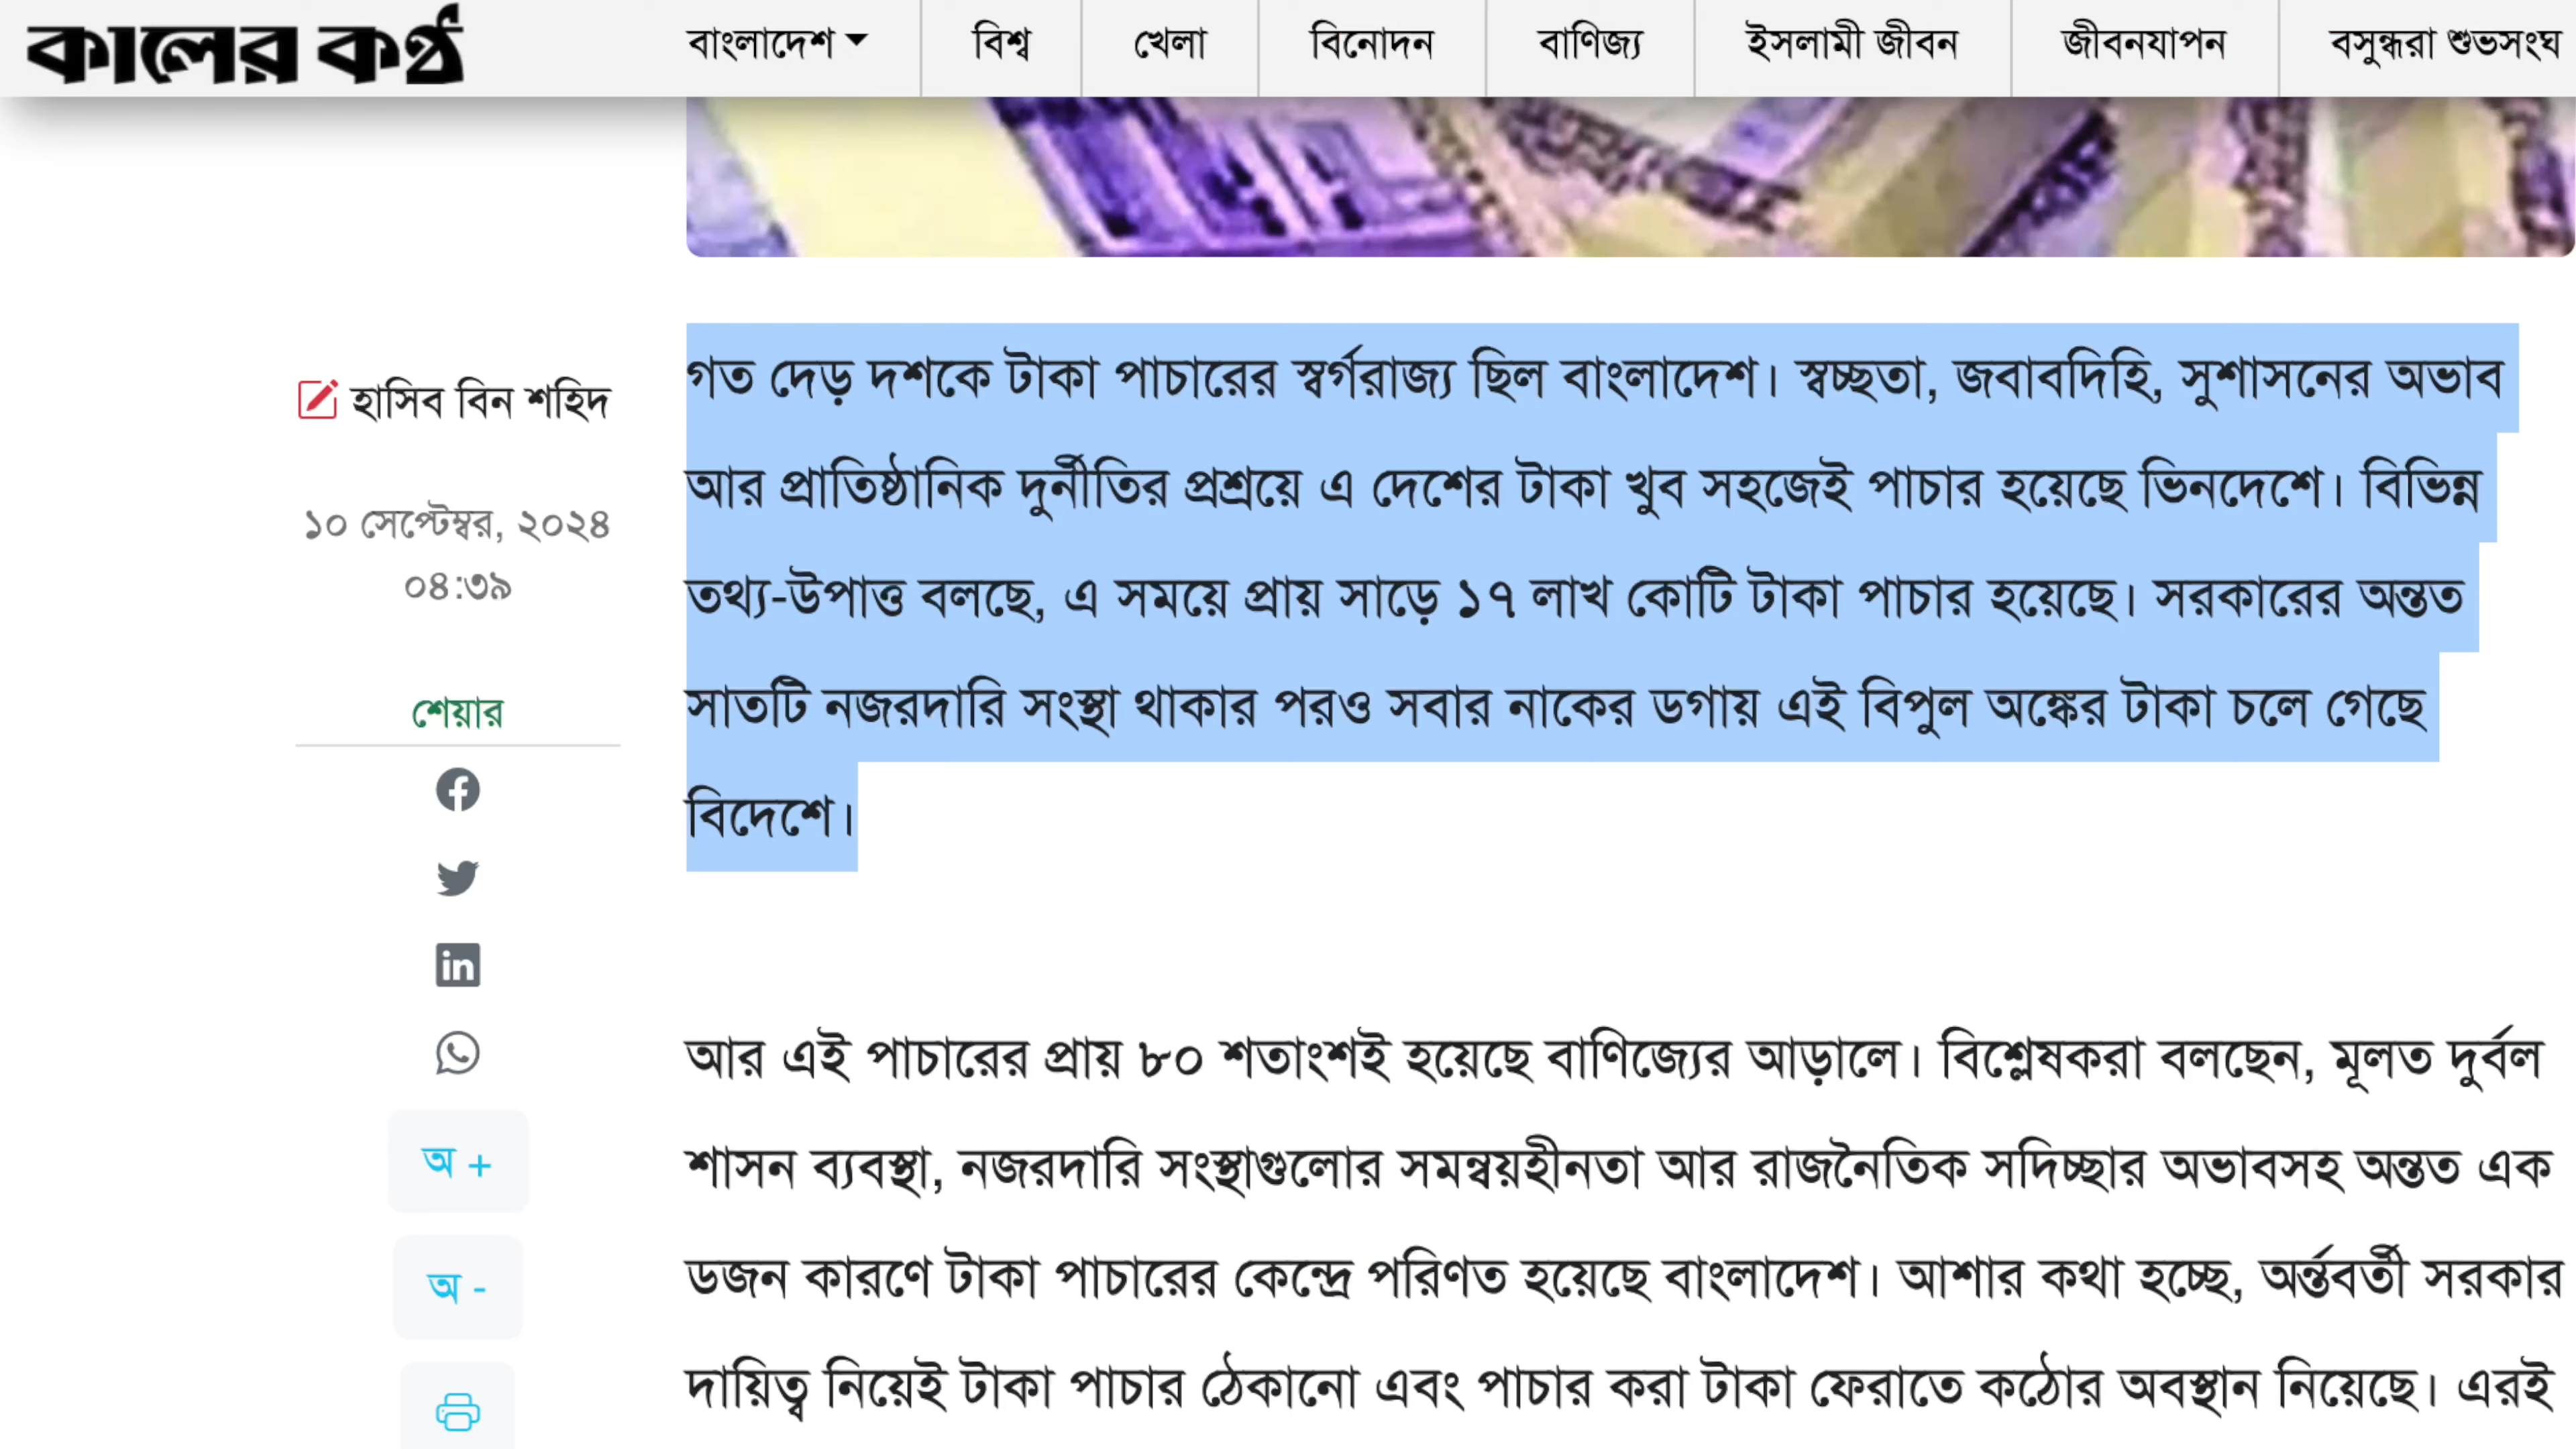 কালের কণ্ঠ
বাংলাদেশ
বিশ্ব
খেলা
বিনোদন
বাণিজ্য
ইসলামী জীবন
জীবনযাপন
বসুন্ধরা শুভসংঘ
হাসিব বিন শহিদ
১০ সেপ্টেম্বর, ২০২৪
০৪:৩৯
শেয়ার
অ +
অ -
গত দেড় দশকে টাকা পাচারের স্বর্গরাজ্য ছিল বাংলাদেশ। স্বচ্ছতা, জবাবদিহি, সুশাসনের অভাব
আর প্রাতিষ্ঠানিক দুর্নীতির প্রশ্রয়ে এ দেশের টাকা খুব সহজেই পাচার হয়েছে ভিনদেশে। বিভিন্ন
তথ্য-উপাত্ত বলছে, এ সময়ে প্রায় সাড়ে ১৭ লাখ কোটি টাকা পাচার হয়েছে। সরকারের অন্তত
সাতটি নজরদারি সংস্থা থাকার পরও সবার নাকের ডগায় এই বিপুল অঙ্কের টাকা চলে গেছে
বিদেশে।
আর এই পাচারের প্রায় ৮০ শতাংশই হয়েছে বাণিজ্যের আড়ালে। বিশ্লেষকরা বলছেন, মূলত দুর্বল
শাসন ব্যবস্থা, নজরদারি সংস্থাগুলোর সমন্বয়হীনতা আর রাজনৈতিক সদিচ্ছার অভাবসহ অন্তত এক
ডজন কারণে টাকা পাচারের কেন্দ্রে পরিণত হয়েছে বাংলাদেশ। আশার কথা হচ্ছে, অর্ন্তবর্তী সরকার
দায়িত্ব নিয়েই টাকা পাচার ঠেকানো এবং পাচার করা টাকা ফেরাতে কঠোর অবস্থান নিয়েছে। এরই